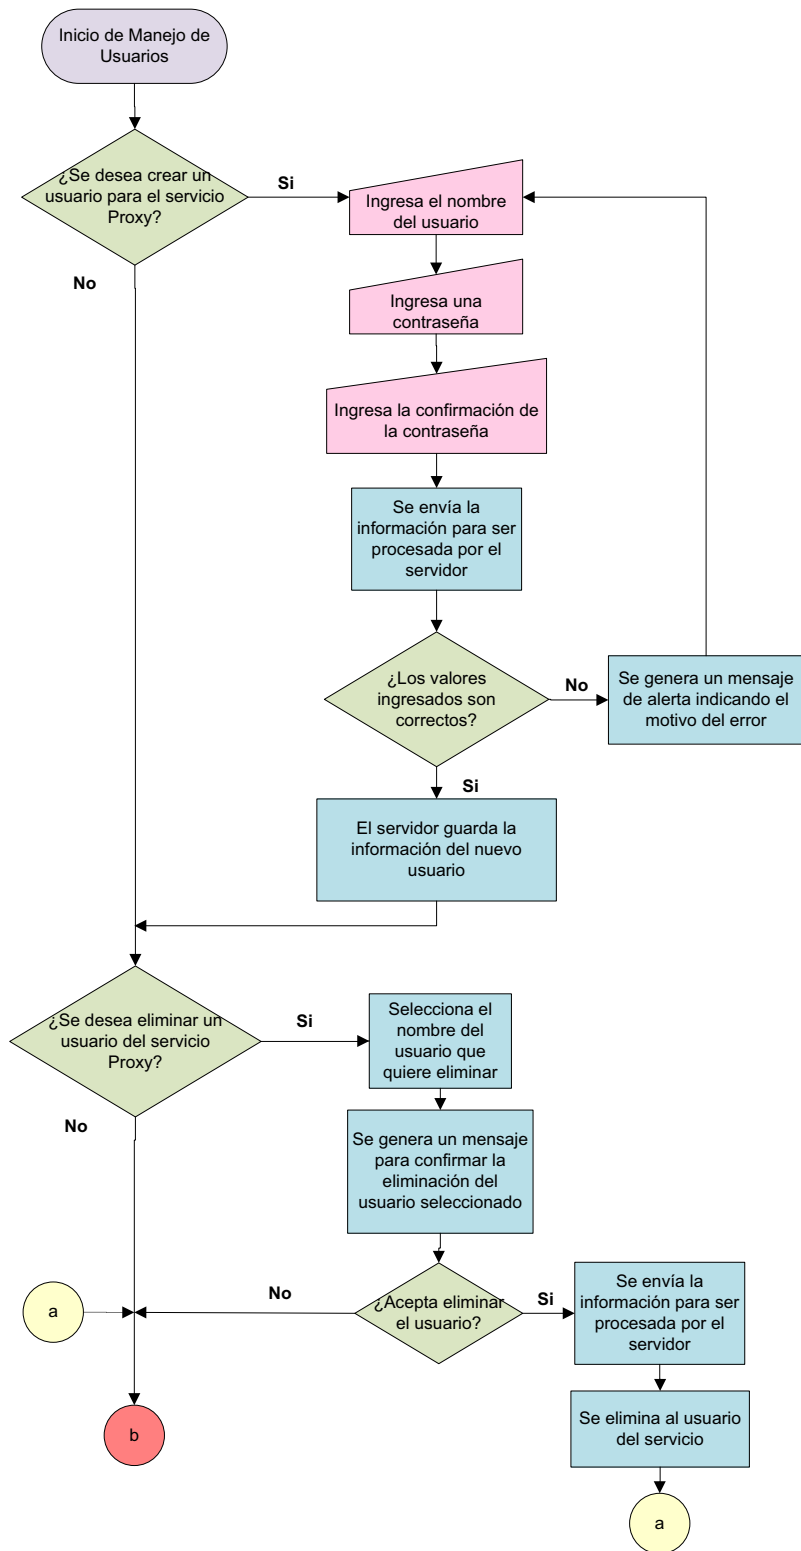 Inicio de Manejo de
Usuarios
¿Se desea crear un
usuario para el servicio
Proxy?
Si
Ingresa el nombre
del usuario
No
Ingresa una
contraseña
Ingresa la confirmación de
la contraseña
Se envía la
información para ser
procesada por el
servidor
¿Los valores
ingresados son
correctos?
No
Se genera un mensaje
de alerta indicando el
motivo del error
Si
El servidor guarda la
información del nuevo
usuario
¿Se desea eliminar un
usuario del servicio
Proxy?
Si
Selecciona el
nombre del
usuario que
quiere eliminar
No
Se genera un mensaje
para confirmar la
eliminación del
usuario seleccionado
a
No
¿Acepta eliminar
el usuario?
Si
Se envía la
información para ser
procesada por el
servidor
b
Se elimina al usuario
del servicio
a